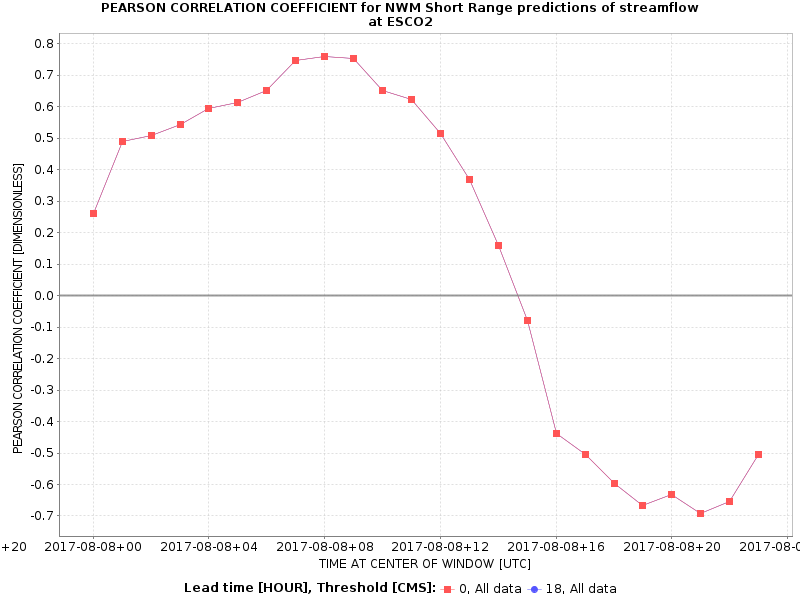 PEARSON CORRELATION COEFFICIENT for NWM Short Range predictions of streamflow
at ESCO2
PEARSON CORRELATION COEFFICIENT [DIMENSIONLESS]
0.8
0.7
0.6
0.5
0.4
0.3
0.2
0.1
0.0
-0.1
-0.2
-0.3
-0.4
-0.5
-0.6
-0.7
+20 2017-08-08+00 2017-08-08+04 2017-08-08+08 2017-08-08+12 2017-08-08+16 2017-08-08+20 2017-08-0
TIME AT CENTER OF WINDOW [UTC]
Lead time [HOUR], Threshold [CMS]: 0, All data 18, All data